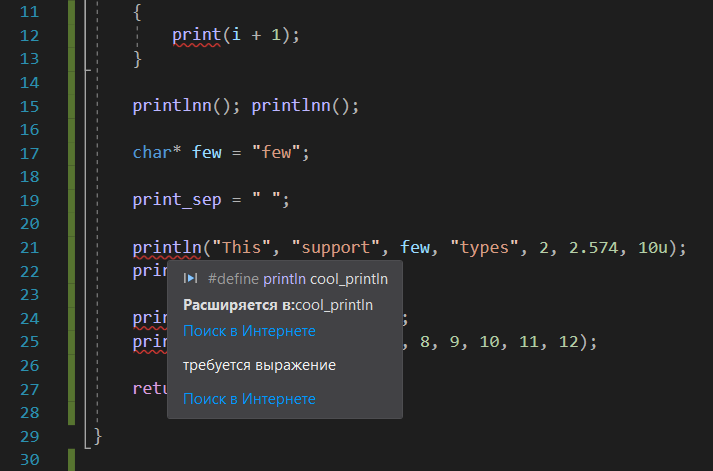 11 {
12 print(i + 1);
13 }
14
15 printlnn(); printlnn();
16
17 char* few = "few";
18
19 print_sep = " ";
20
21 println("This", "support", few, "types", 2, 2.574, 10u);
22 prin
#define println cool_println
23
Расширяется в:cool_println
24 prin ;
Поиск в Интернете
25 prin , 8, 9, 10, 11, 12);
26
требуется выражение
27 retu
Поиск в Интернете
28
29 }
30